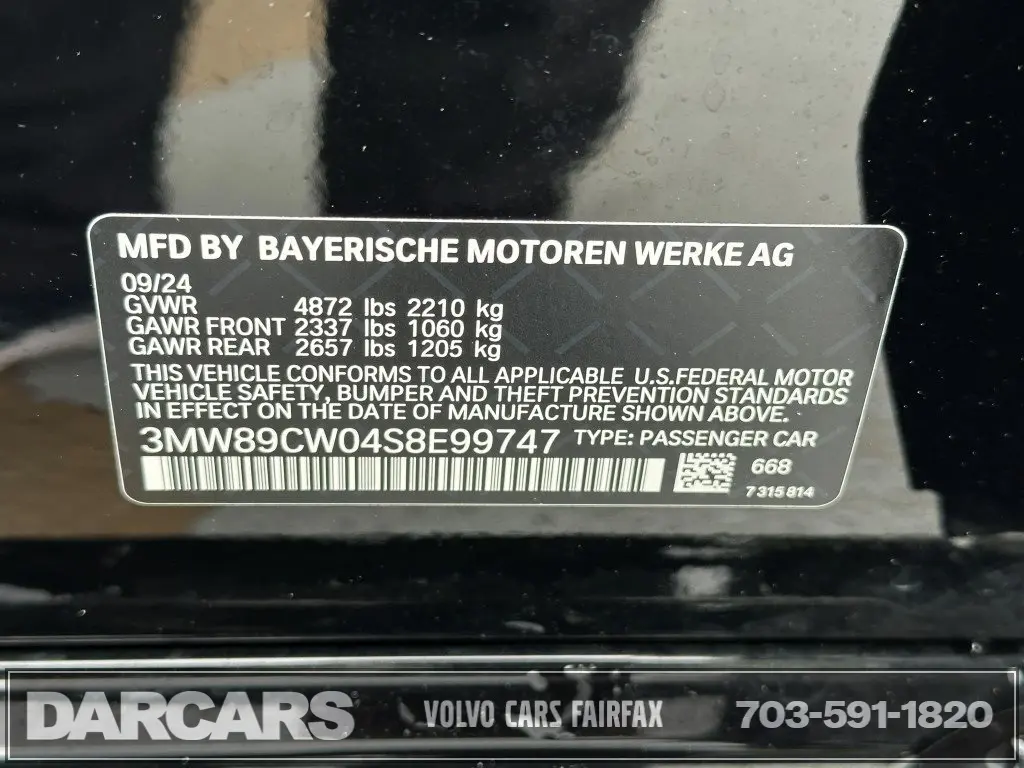 MFD BY BAYERISCHE MOTOREN WERKE AG
09/24
GVWR 4872 lbs 2210 kg
GAWR FRONT 2337 lbs 1060 kg
GAWR REAR 2657 lbs 1205 kg
THIS VEHICLE CONFORMS TO ALL APPLICABLE U.S.FEDERAL MOTOR
VEHICLE SAFETY, BUMPER AND THEFT PREVENTION STANDARDS
IN EFFECT ON THE DATE OF MANUFACTURE SHOWN ABOVE.
3MW89CW04S8E99747 TYPE: PASSENGER CAR
668
7315814
DARCARS VOLVO CARS FAIRFAX 703-591-1820